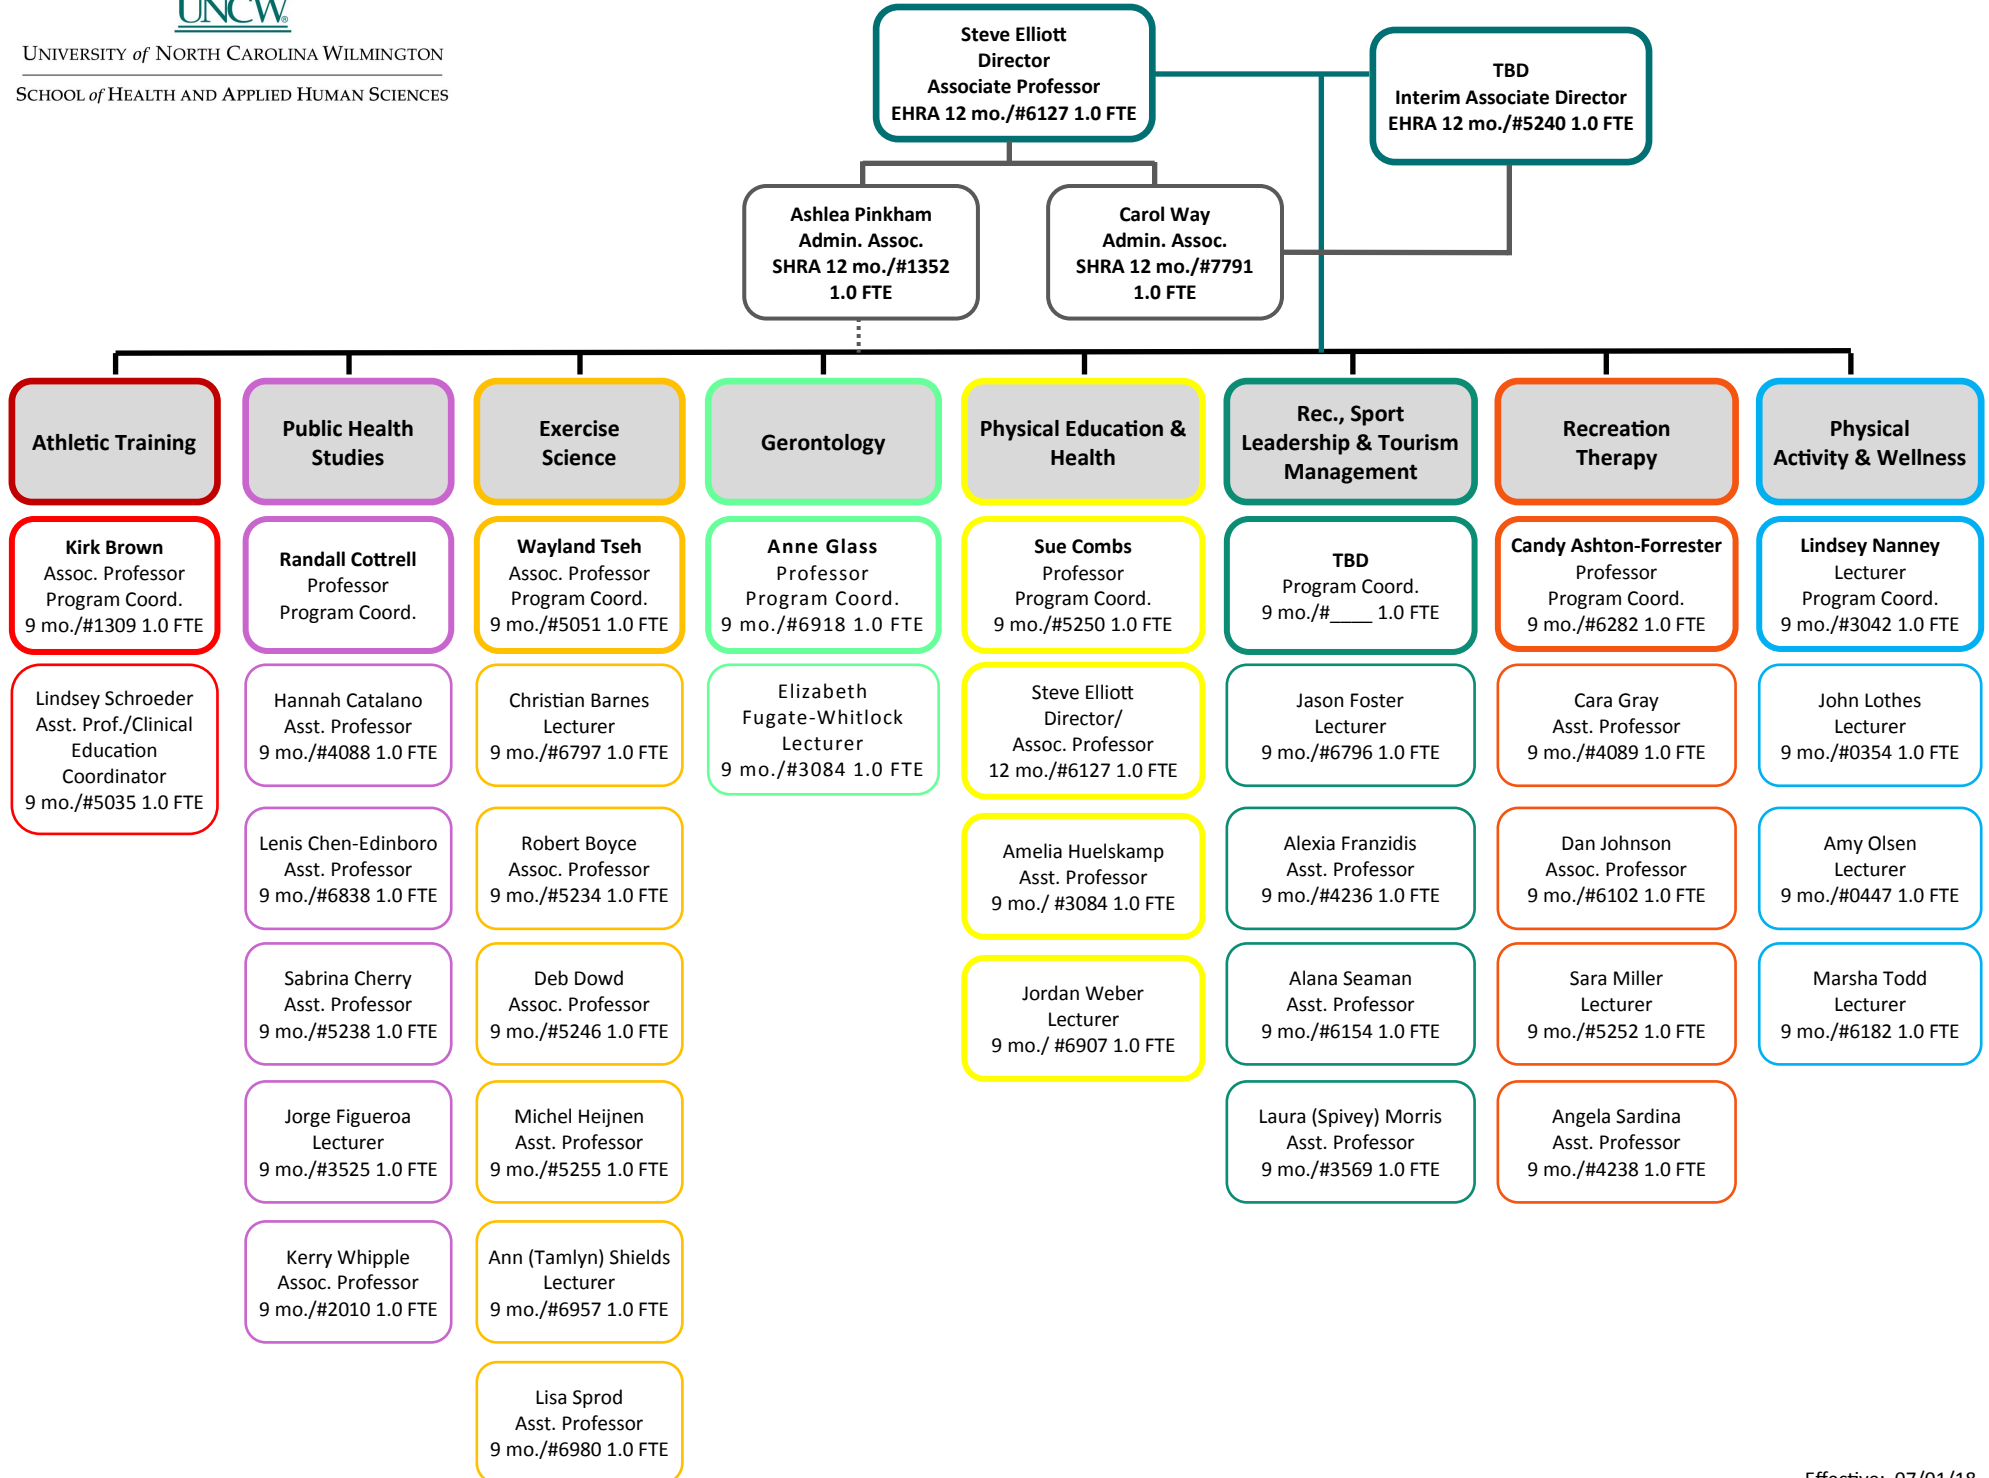 UNCW®
UNIVERSITY of NORTH CAROLINA WILMINGTON
SCHOOL of HEALTH AND APPLIED HUMAN SCIENCES
Steve Elliott
Director
Associate Professor
EHRA 12 mo./#6127 1.0 FTE
TBD
Interim Associate Director
EHRA 12 mo./#5240 1.0 FTE
Ashlea Pinkham
Admin. Assoc.
SHRA 12 mo./#1352
1.0 FTE
Carol Way
Admin. Assoc.
SHRA 12 mo./#7791
1.0 FTE
Athletic Training
Kirk Brown
Assoc. Professor
Program Coord.
9 mo./#1309 1.0 FTE
Lindsey Schroeder
Asst. Prof./Clinical
Education
Coordinator
9 mo./#5035 1.0 FTE
Public Health
Studies
Randall Cottrell
Professor
Program Coord.
Hannah Catalano
Asst. Professor
9 mo./#4088 1.0 FTE
Lenis Chen-Edinboro
Asst. Professor
9 mo./#6838 1.0 FTE
Sabrina Cherry
Asst. Professor
9 mo./#5238 1.0 FTE
Jorge Figueroa
Lecturer
9 mo./#3525 1.0 FTE
Kerry Whipple
Assoc. Professor
9 mo./#2010 1.0 FTE
Exercise
Science
Wayland Tseh
Assoc. Professor
Program Coord.
9 mo./#5051 1.0 FTE
Christian Barnes
Lecturer
9 mo./#6797 1.0 FTE
Robert Boyce
Assoc. Professor
9 mo./#5234 1.0 FTE
Deb Dowd
Assoc. Professor
9 mo./#5246 1.0 FTE
Michel Heijnen
Asst. Professor
9 mo./#5255 1.0 FTE
Ann (Tamlyn) Shields
Lecturer
9 mo./#6957 1.0 FTE
Lisa Sprod
Asst. Professor
9 mo./#6980 1.0 FTE
Gerontology
Anne Glass
Professor
Program Coord.
9 mo./#6918 1.0 FTE
Elizabeth
Fugate-Whitlock
Lecturer
9 mo./#3084 1.0 FTE
Physical Education &
Health
Sue Combs
Professor
Program Coord.
9 mo./#5250 1.0 FTE
Steve Elliott
Director/
Assoc. Professor
12 mo./#6127 1.0 FTE
Amelia Huelskamp
Asst. Professor
9 mo./ #3084 1.0 FTE
Jordan Weber
Lecturer
9 mo./ #6907 1.0 FTE
Rec., Sport
Leadership & Tourism
Management
TBD
Program Coord.
9 mo./#____ 1.0 FTE
Jason Foster
Lecturer
9 mo./#6796 1.0 FTE
Alexia Franzidis
Asst. Professor
9 mo./#4236 1.0 FTE
Alana Seaman
Asst. Professor
9 mo./#6154 1.0 FTE
Laura (Spivey) Morris
Asst. Professor
9 mo./#3569 1.0 FTE
Recreation
Therapy
Candy Ashton-Forrester
Professor
Program Coord.
9 mo./#6282 1.0 FTE
Cara Gray
Asst. Professor
9 mo./#4089 1.0 FTE
Dan Johnson
Assoc. Professor
9 mo./#6102 1.0 FTE
Sara Miller
Lecturer
9 mo./#5252 1.0 FTE
Angela Sardina
Asst. Professor
9 mo./#4238 1.0 FTE
Physical
Activity & Wellness
Lindsey Nanney
Lecturer
Program Coord.
9 mo./#3042 1.0 FTE
John Lothes
Lecturer
9 mo./#0354 1.0 FTE
Amy Olsen
Lecturer
9 mo./#0447 1.0 FTE
Marsha Todd
Lecturer
9 mo./#6182 1.0 FTE
Effective: 07/01/18